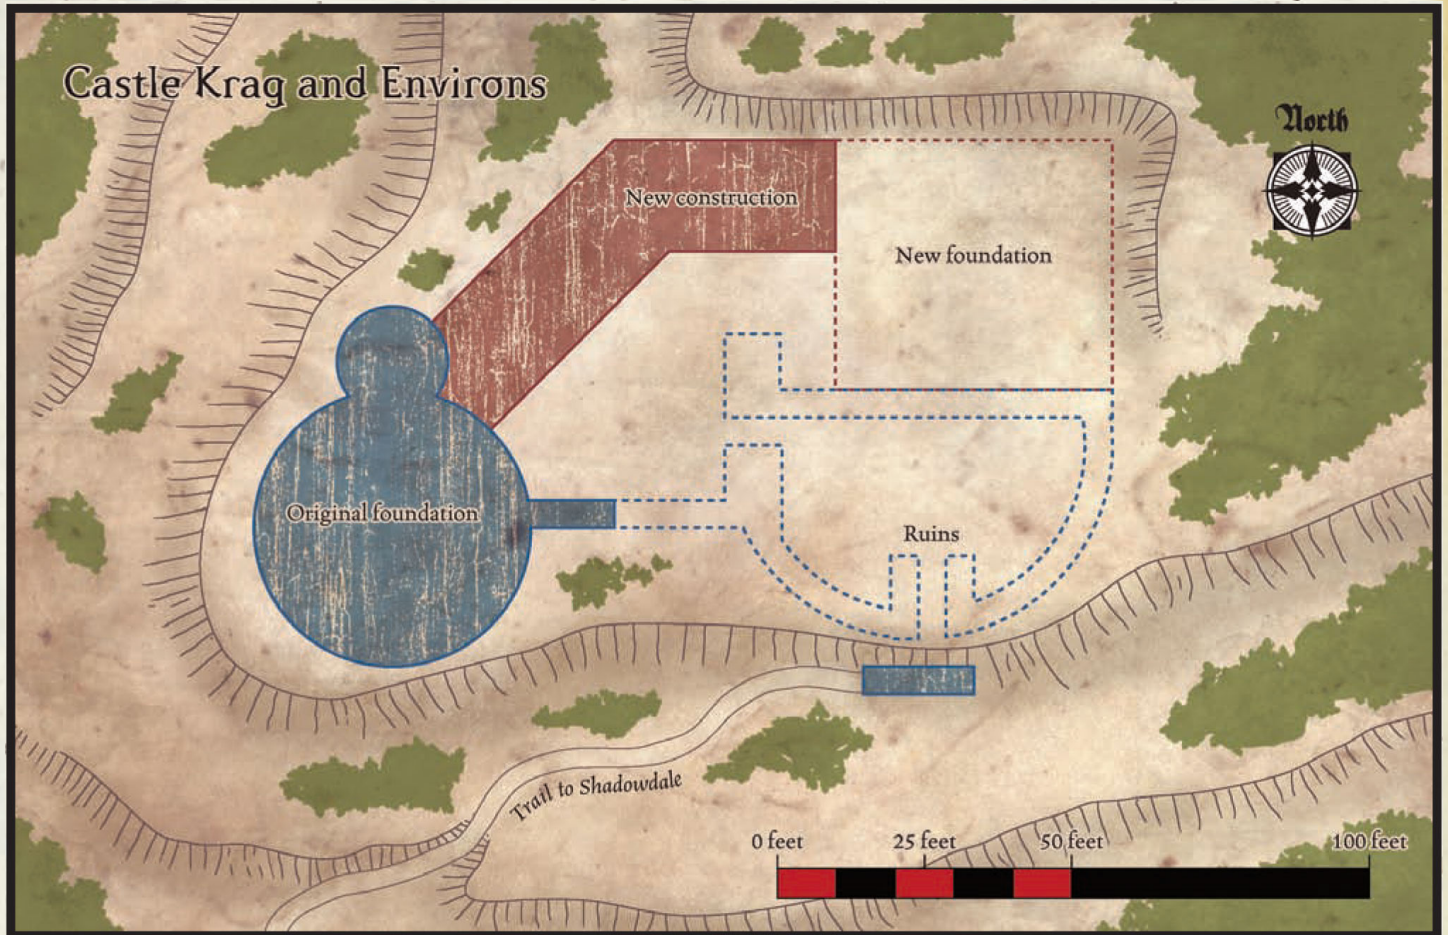 Castle Krag and Environs
North
New construction
New foundation
Original foundation
Ruins
Trail to Shadowdale
0 feet 25 feet 50 feet 100 feet